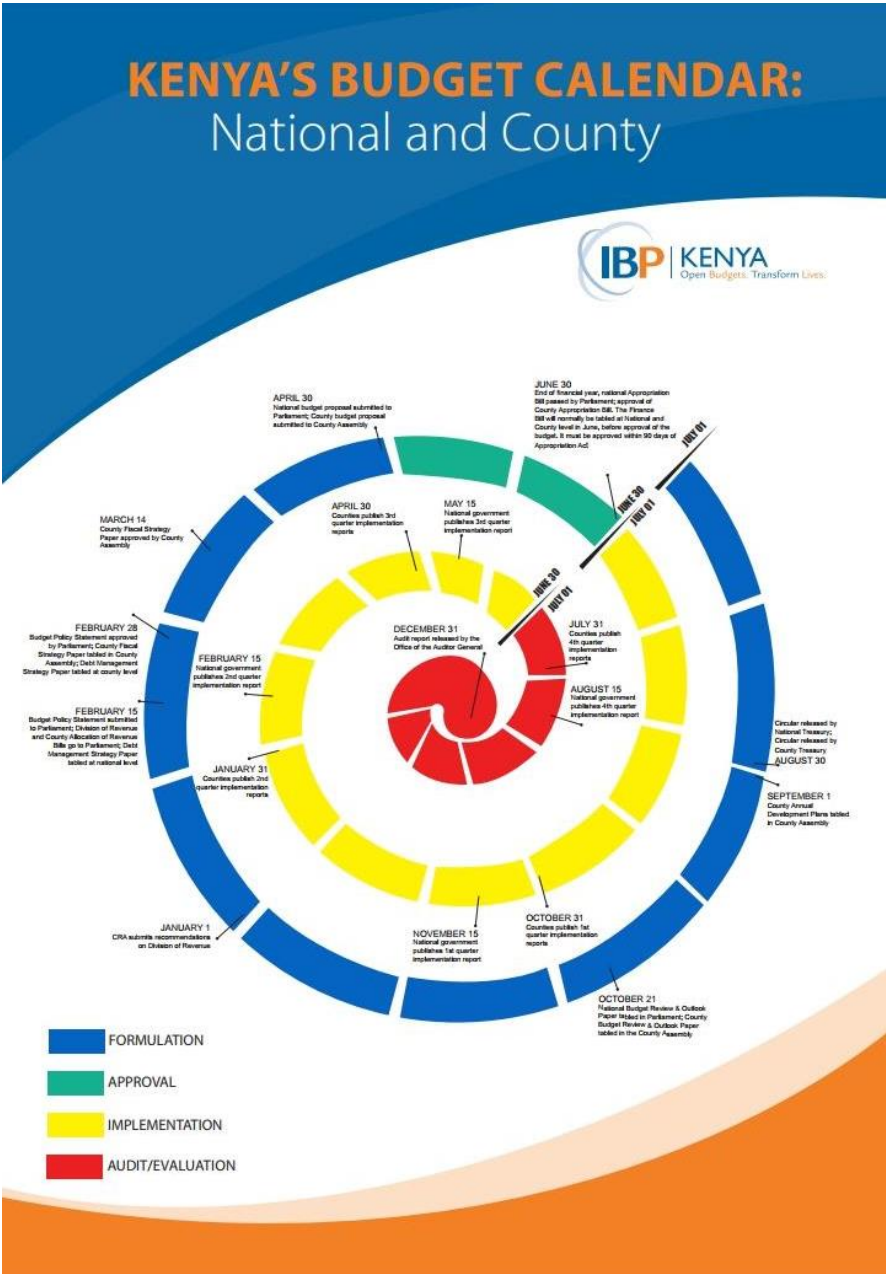 KENYA'S BUDGET CALENDAR:
National and County
IBP | KENYA
Open Budgets. Transform Lives.
JUNE 30
End of financial year, national Appropriation
Bill passed by Parliament; approval of
County Appropriation Bill. The Finance
Bill will normally be tabled at National and
County level in June, before approval of the
budget. It must be approved within 90 days of
Appropriation Act
APRIL 30
National budget proposal submitted to
Parliament; County budget proposal
submitted to County Assembly
JULY 01
JUNE 30
JULY 01
APRIL 30
Counties publish 3rd
quarter implementation
reports
MAY 15
National government
publishes 3rd quarter
implementation report
MARCH 14
County Fiscal Strategy
Paper approved by County
Assembly
JUNE 30
JULY 01
DECEMBER 31
Audit report released by the
Office of the Auditor General
JULY 31
Counties publish
4th quarter
implementation
reports
FEBRUARY 28
Budget Policy Statement approved
by Parliament; County Fiscal
Strategy Paper tabled in County
Assembly; Debt Management
Strategy Paper tabled at county level
FEBRUARY 15
National government
publishes 2nd quarter
implementation report
AUGUST 15
National government
publishes 4th quarter
implementation report
FEBRUARY 15
Budget Policy Statement submitted
to Parliament; Division of Revenue
and County Allocation of Revenue
Bills go to Parliament; Debt
Management Strategy Paper
tabled at national level
Circular released by
National Treasury;
Circular released by
County Treasury
AUGUST 30
JANUARY 31
Counties publish 2nd
quarter implementation
reports
SEPTEMBER 1
County Annual
Development Plans tabled
in County Assembly
JANUARY 1
CRA submits recommendations
on Division of Revenue
NOVEMBER 15
National government
publishes 1st quarter
implementation report
OCTOBER 31
Counties publish 1st
quarter implementation
reports
OCTOBER 21
National Budget Review & Outlook
Paper tabled in Parliament; County
Budget Review & Outlook Paper
tabled in the County Assembly
FORMULATION
APPROVAL
IMPLEMENTATION
AUDIT/EVALUATION